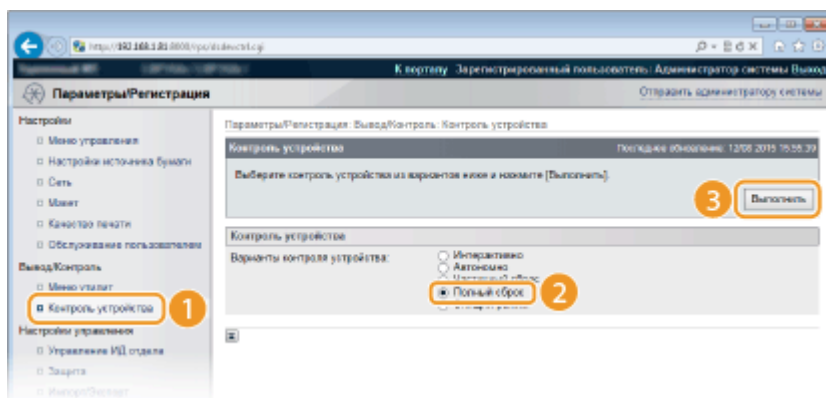 http://192.168.1.81:8000/rps/
К порталу Зарегистрированный пользователь: Администратор системы Выход
Параметры/Регистрация
Отправить администратору системы
Настройки
Меню управления
Настройки источника бумаги
Сеть
Макет
Качество печати
Обслуживание пользователем
Вывод/Контроль
Меню утилит
Контроль устройства
1
Настройки управления
Управление ИД отдела
Защита
Импорт/Экспорт
Параметры/Регистрация: Вывод/Контроль: Контроль устройства
Контроль устройства
Последнее обновление: 12/08 2015 15:55:39
Выберите контроль устройства из вариантов ниже и нажмите [Выполнить].
3 Выполнить
Контроль устройства
Варианты контроля устройства:
Интерактивно
Автономно
Полный сброс
2